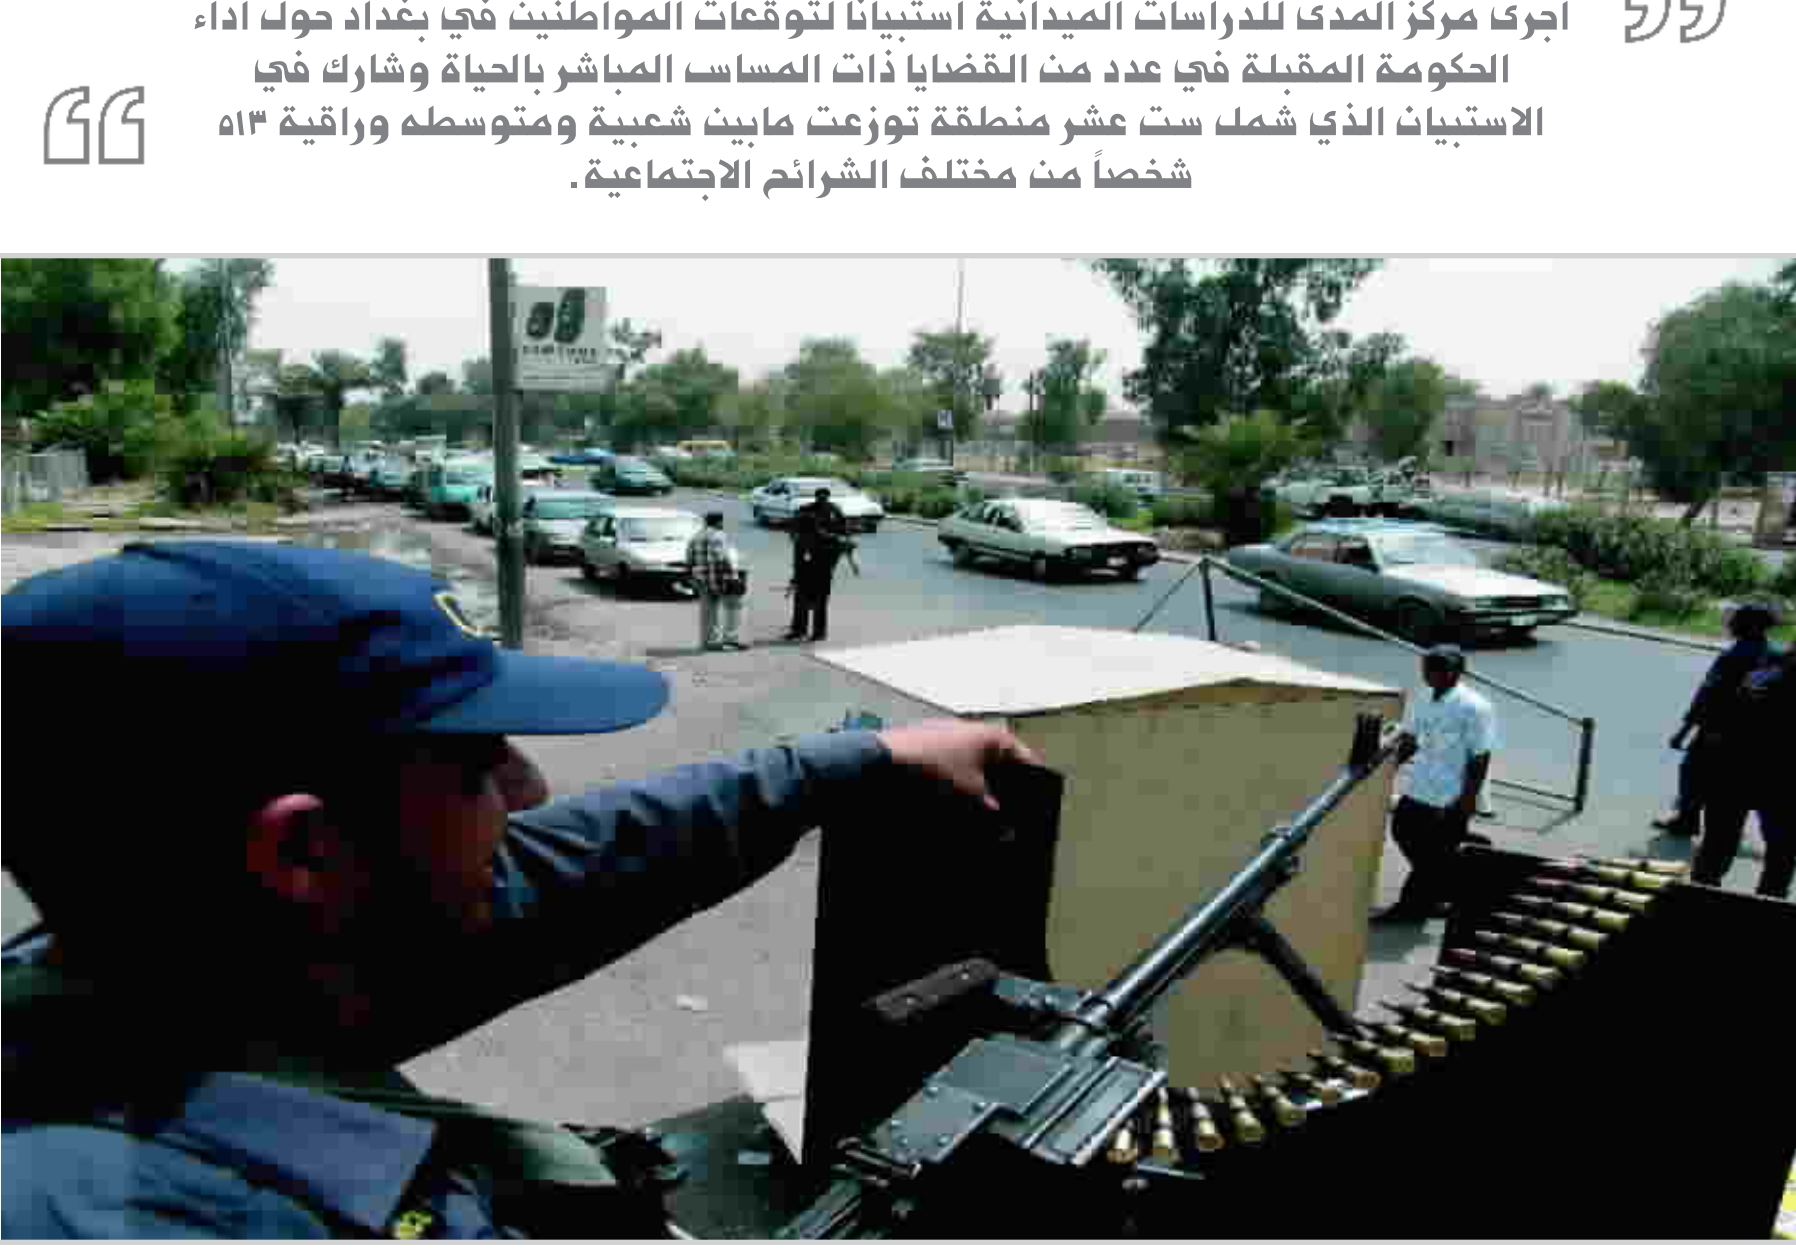 اجرى مركز المدى للدراسات الميدانية استبيانا لتوقعات المواطنين في بغداد حول اداء
الحكومة المقبلة في عدد من القضايا ذات المساس المباشر بالحياة وشارك في
الاستبيان الذي شمل ست عشر منطقة توزعت مابين شعبية ومتوسطه وراقية ٥١٣
شخصاً من مختلف الشرائح الاجتماعية.